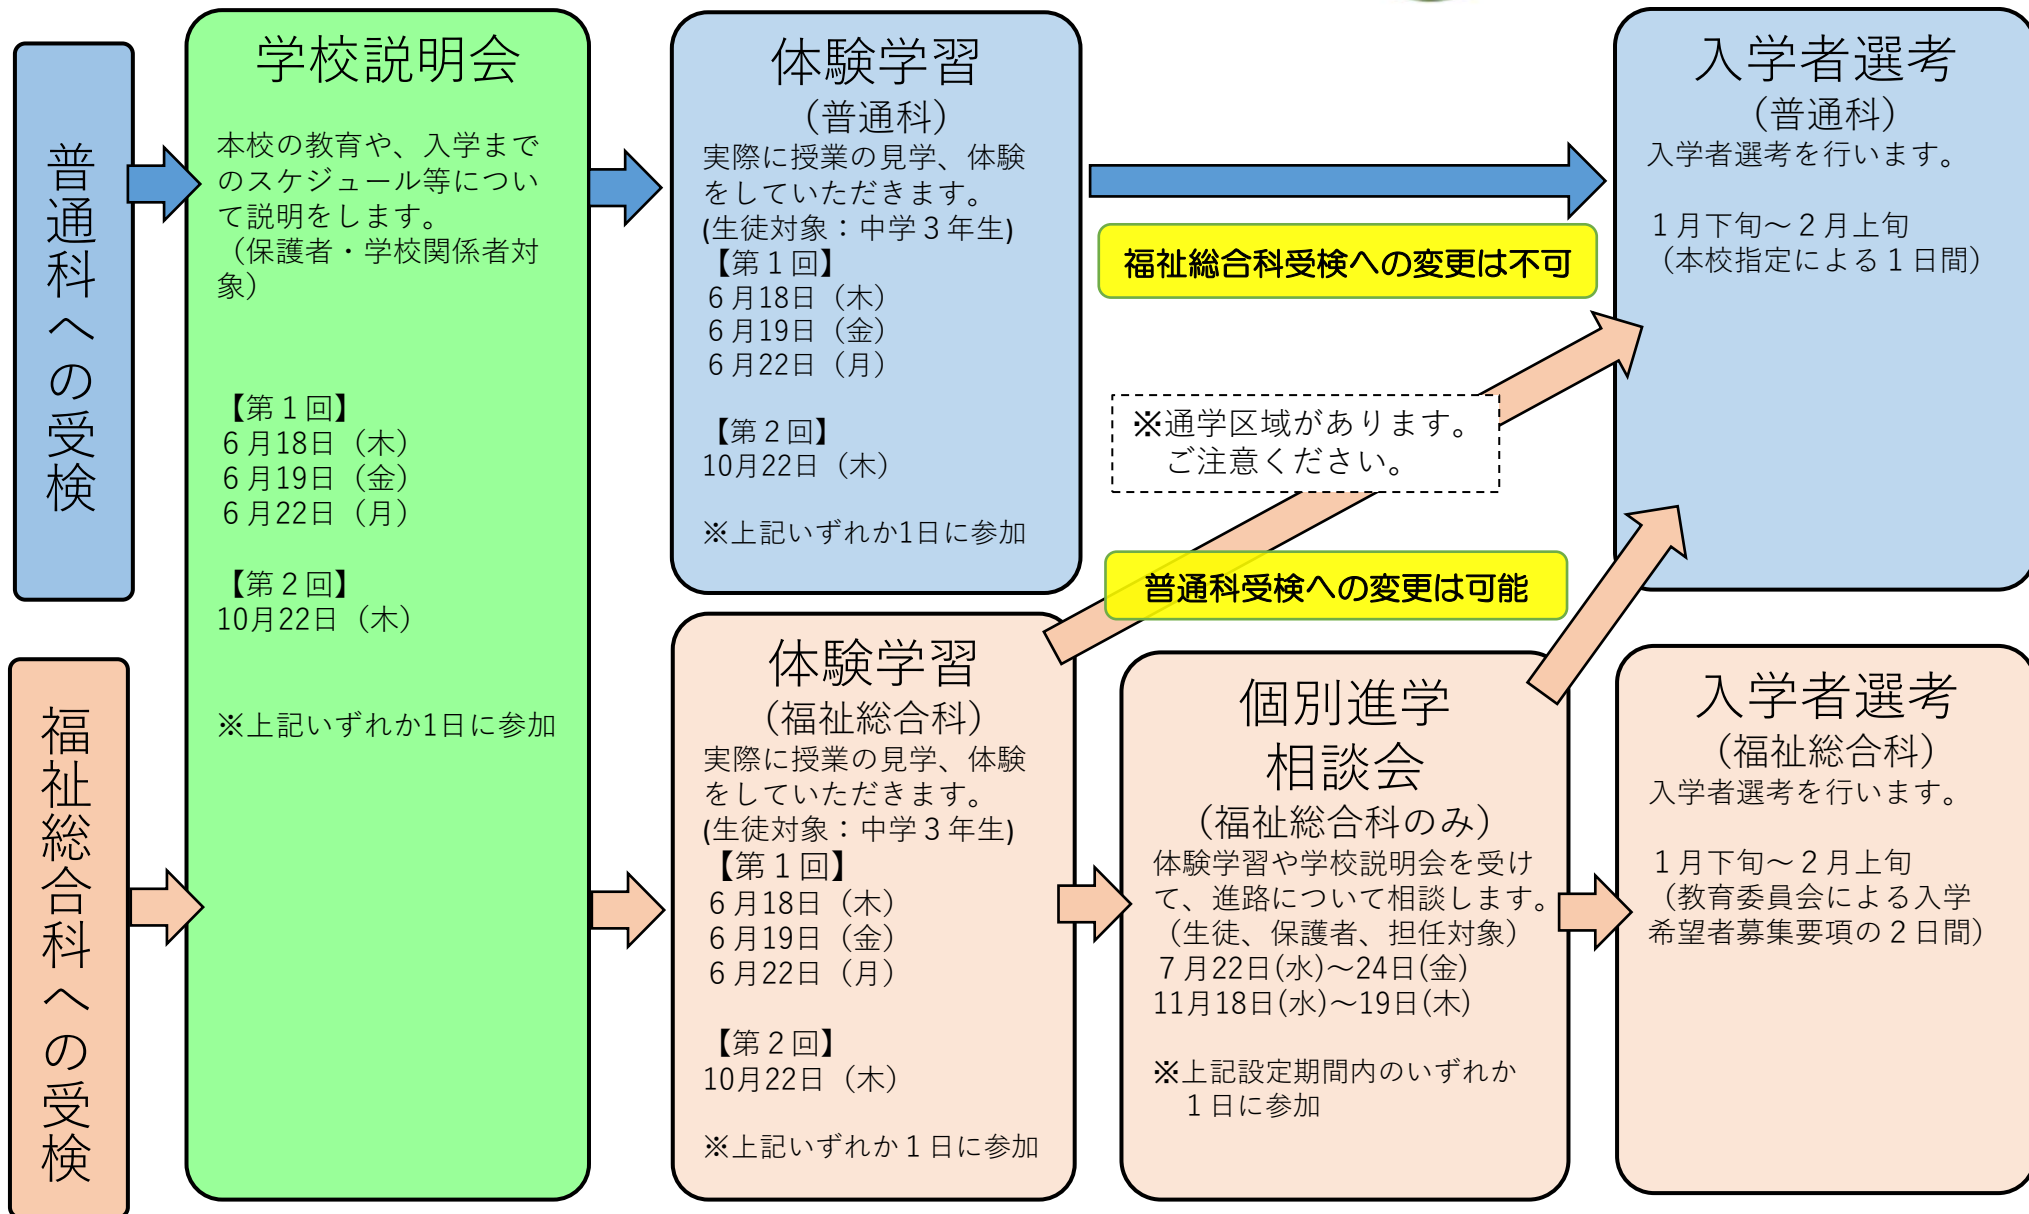 普通科への受検
福祉総合科への受検
学校説明会
本校の教育や、入学まで
のスケジュール等につい
て説明をします。
（保護者・学校関係者対
象）
【第１回】
６月18日（木）
６月19日（金）
６月22日（月）
【第２回】
10月22日（木）
※上記いずれか1日に参加
体験学習
（普通科）
実際に授業の見学、体験
をしていただきます。
(生徒対象：中学３年生)
【第１回】
６月18日（木）
６月19日（金）
６月22日（月）
【第２回】
10月22日（木）
※上記いずれか1日に参加
福祉総合科受検への変更は不可
※通学区域があります。
ご注意ください。
普通科受検への変更は可能
入学者選考
（普通科）
入学者選考を行います。
１月下旬～２月上旬
（本校指定による１日間）
体験学習
（福祉総合科）
実際に授業の見学、体験
をしていただきます。
(生徒対象：中学３年生)
【第１回】
６月18日（木）
６月19日（金）
６月22日（月）
【第２回】
10月22日（木）
※上記いずれか１日に参加
個別進学
相談会
（福祉総合科のみ）
体験学習や学校説明会を受け
て、進路について相談します。
（生徒、保護者、担任対象）
７月22日(水)～24日(金)
11月18日(水)～19日(木)
※上記設定期間内のいずれか
１日に参加
入学者選考
（福祉総合科）
入学者選考を行います。
１月下旬～２月上旬
（教育委員会による入学
希望者募集要項の２日間）